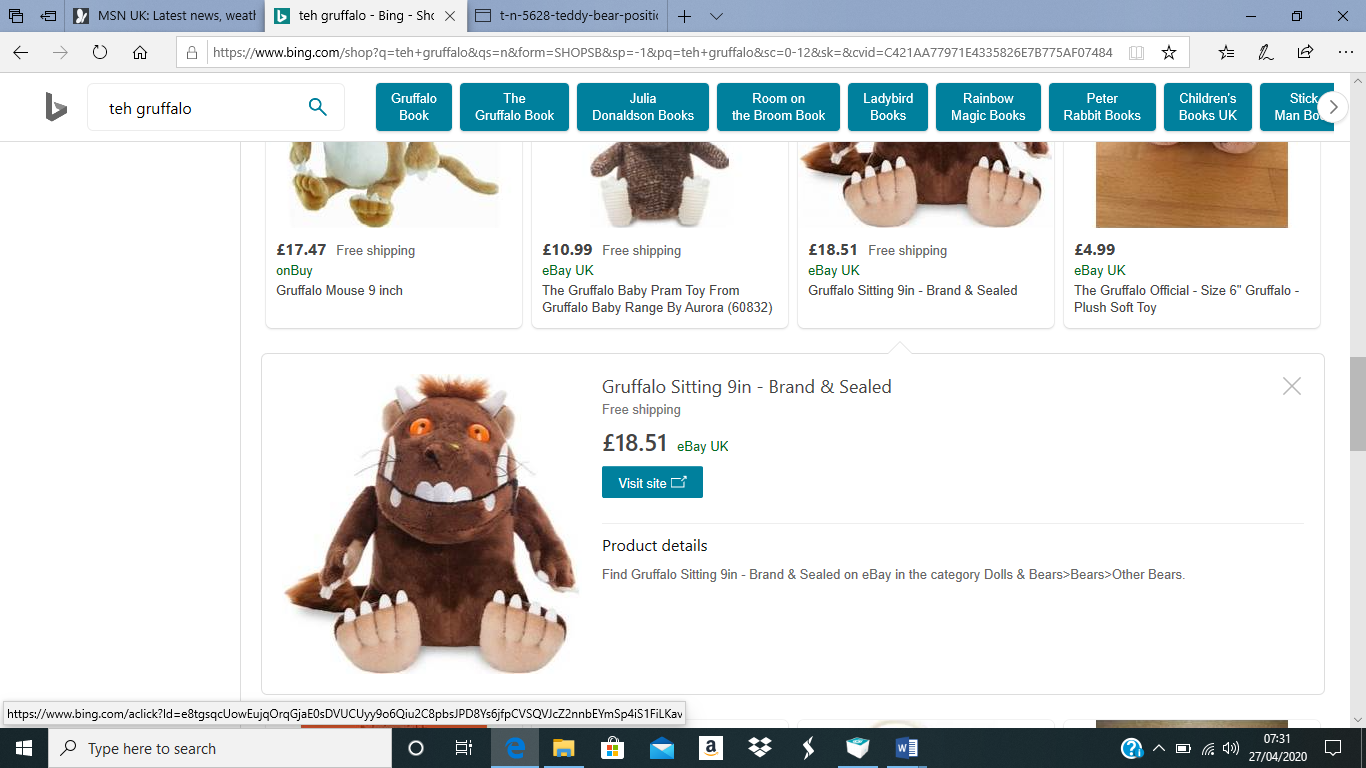 MSN UK: Latest news, weath
teh gruffalo - Bing - Sho
t-n-5628-teddy-bear-positic
https://www.bing.com/shop?q=teh+gruffalo&qs=n&form=SHOPSB&sp=-1&pq=teh+gruffalo&sc=0-12&sk=&cvid=C421AA77971E4335826E7B775AF07484
teh gruffalo
Gruffalo
Book
The
Gruffalo Book
Julia
Donaldson Books
Room on
the Broom Book
Ladybird
Books
Rainbow
Magic Books
Peter
Rabbit Books
Children's
Books UK
Stick
Man Bo
£17.47 Free shipping
onBuy
Gruffalo Mouse 9 inch
£10.99 Free shipping
eBay UK
The Gruffalo Baby Pram Toy From
Gruffalo Baby Range By Aurora (60832)
£18.51 Free shipping
eBay UK
Gruffalo Sitting 9in - Brand & Sealed
£4.99
eBay UK
The Gruffalo Official - Size 6" Gruffalo -
Plush Soft Toy
Gruffalo Sitting 9in - Brand & Sealed
Free shipping
£18.51 eBay UK
Visit site
Product details
Find Gruffalo Sitting 9in - Brand & Sealed on eBay in the category Dolls & Bears>Bears>Other Bears.
https://www.bing.com/aclick?ld=e8tgsqcUowEujqOrqGjaE0sDVUCUyy9o6Qiu2C8pbsJPD8Ys6jfpCVSQVJcZ2nnbEYmSp4iS1FiLKav
Type here to search
07:31
27/04/2020